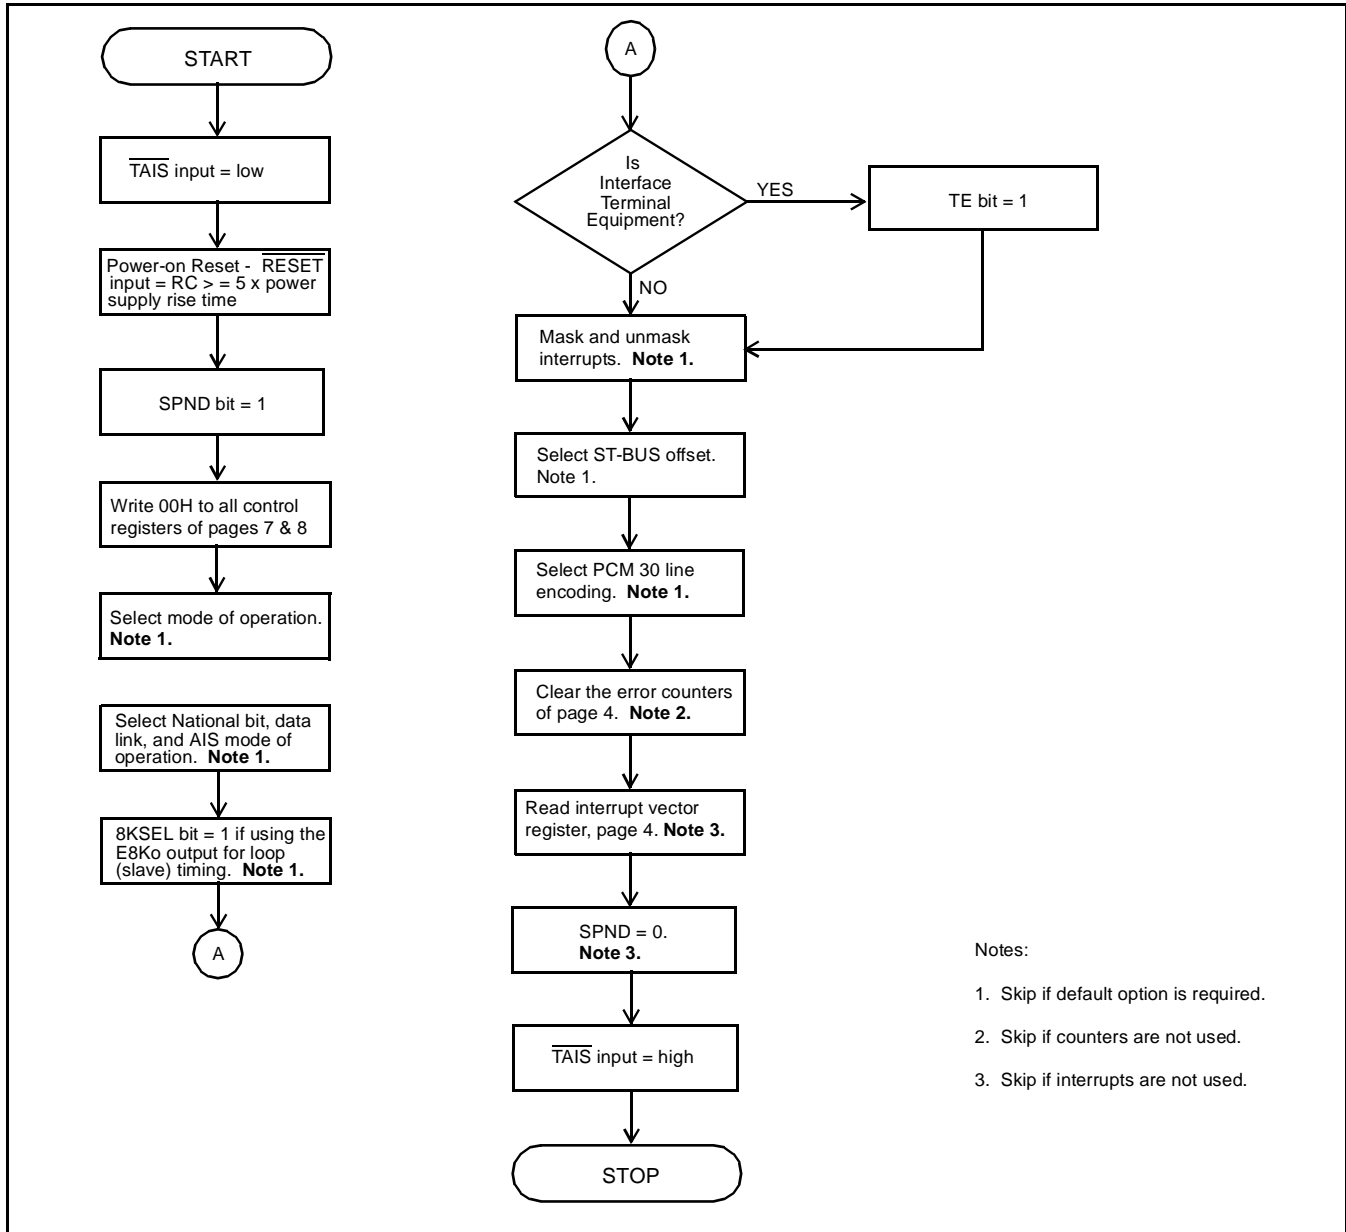 START
TAIS input = low
Power-on Reset - RESET
input = RC > = 5 x power
supply rise time
SPND bit = 1
Write 00H to all control
registers of pages 7 & 8
Select mode of operation.
Note 1.
Select National bit, data
link, and AIS mode of
operation. Note 1.
8KSEL bit = 1 if using the
E8Ko output for loop
(slave) timing. Note 1.
A
A
Is
Interface
Terminal
Equipment?
YES
TE bit = 1
NO
Mask and unmask
interrupts. Note 1.
Select ST-BUS offset.
Note 1.
Select PCM 30 line
encoding. Note 1.
Clear the error counters
of page 4. Note 2.
Read interrupt vector
register, page 4. Note 3.
SPND = 0.
Note 3.
TAIS input = high
STOP
Notes:
1. Skip if default option is required.
2. Skip if counters are not used.
3. Skip if interrupts are not used.